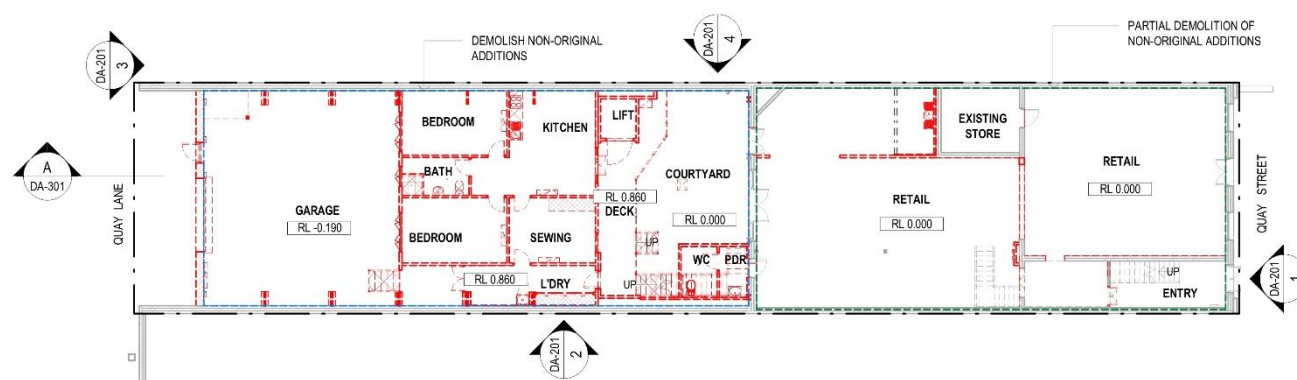 DEMOLISH NON-ORIGINAL
ADDITIONS
PARTIAL DEMOLITION OF
NON-ORIGINAL ADDITIONS
DA-201
3
DA-201
4
A
DA-301
QUAY LANE
GARAGE
RL -0.190
BEDROOM
BATH
BEDROOM
KITCHEN
SEWING
RL 0.860
L'DRY
LIFT
RL 0.860
DECK
COURTYARD
RL 0.000
UP
UP
WC
PDR
RETAIL
RL 0.000
EXISTING
STORE
RETAIL
RL 0.000
UP
ENTRY
QUAY STREET
DA-201
1
DA-201
2